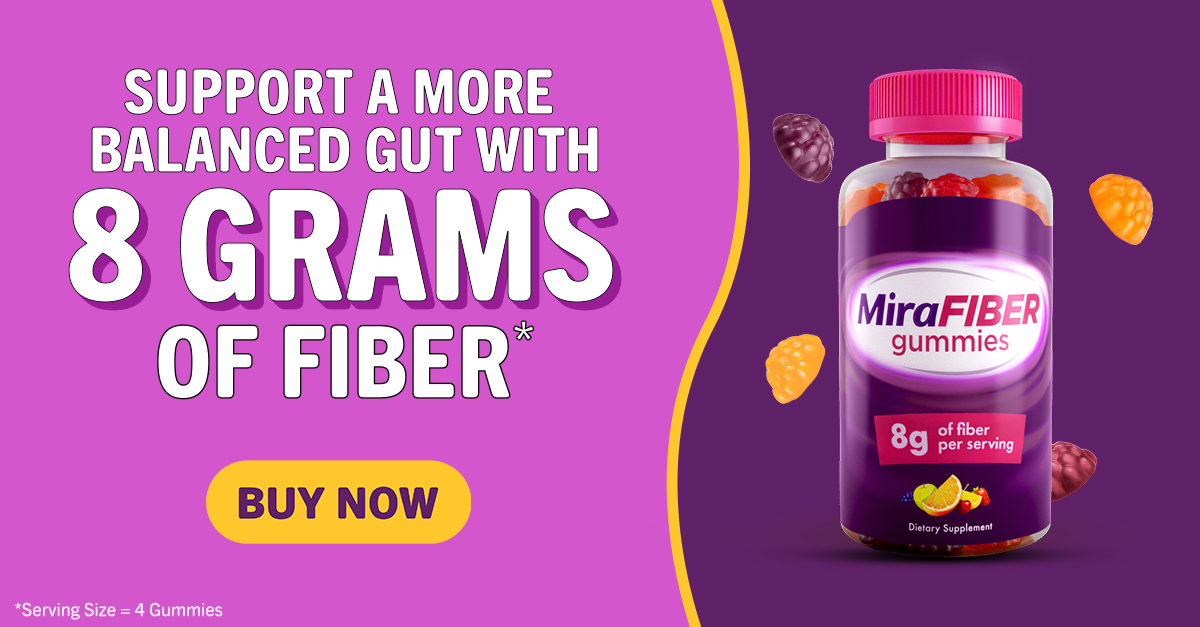 SUPPORT A MORE
BALANCED GUT WITH
8 GRAMS
OF FIBER*
BUY NOW
*Serving Size = 4 Gummies
MiraFIBER
gummies
8g of fiber
per serving
Dietary Supplement